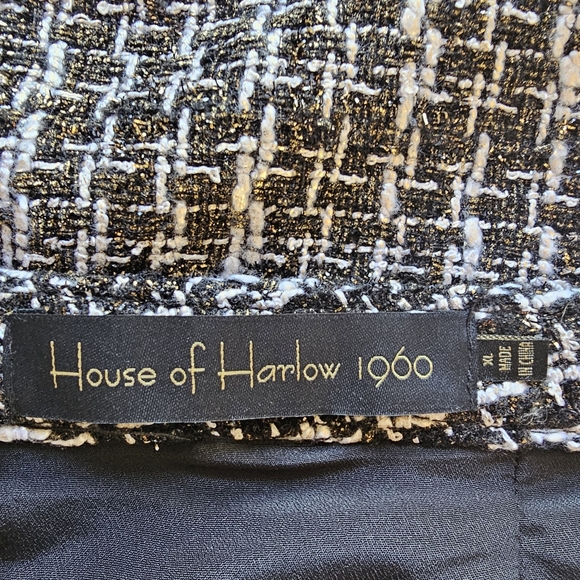 House of Harlow 1960
XL
MADE
IN CHINA